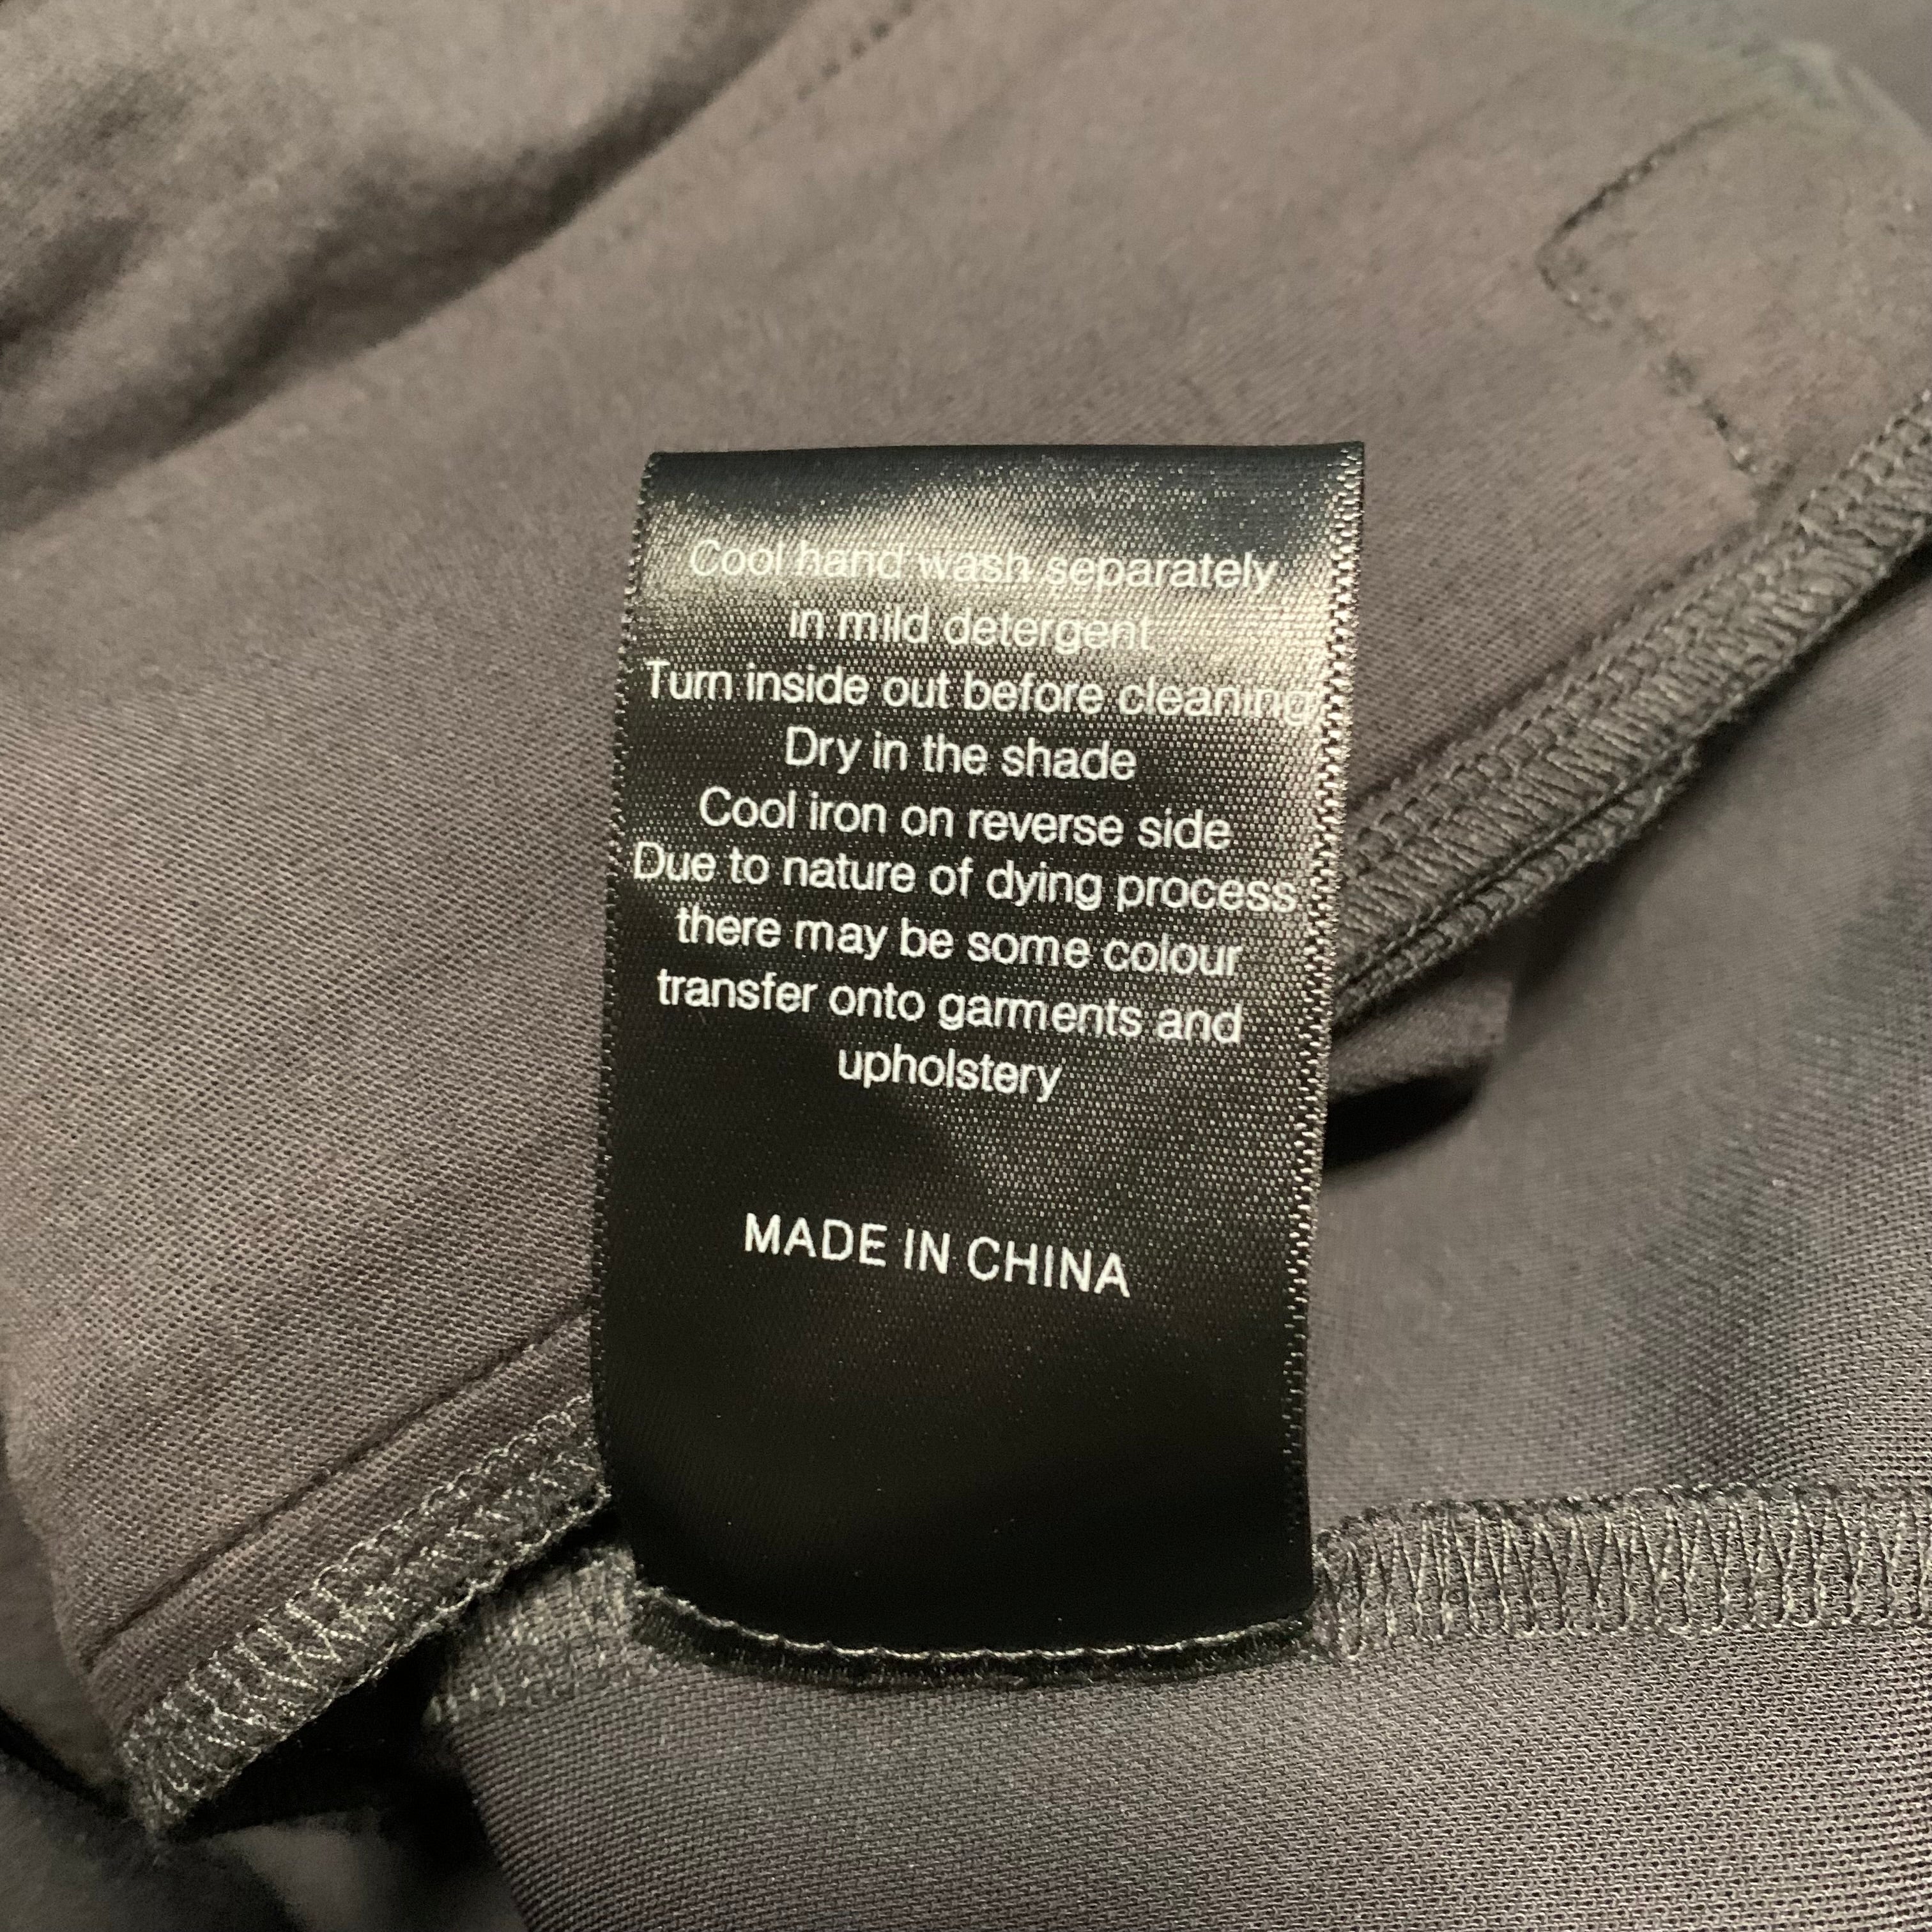 Cool hand wash separately
in mild detergent
Turn inside out before cleaning
Dry in the shade
Cool iron on reverse side
Due to nature of dying process
there may be some colour
transfer onto garments and
upholstery
MADE IN CHINA